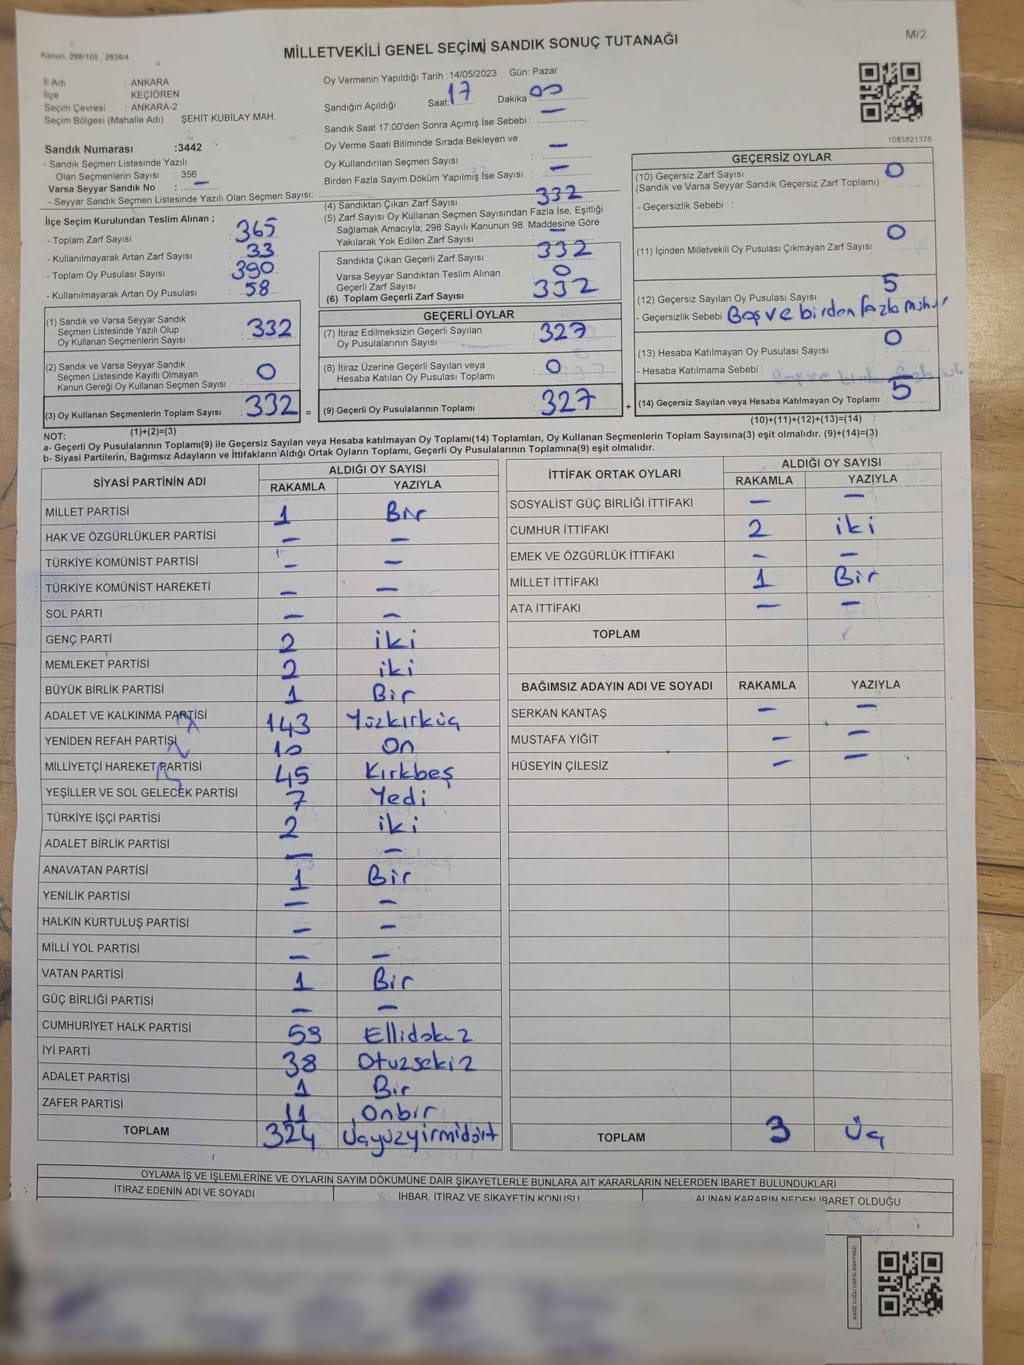 Kanun, 298/105 , 2839/4
MİLLETVEKİLİ GENEL SEÇİMİ SANDIK SONUÇ TUTANAĞI
M/2
İl Adı : ANKARA
İlçe : KEÇİÖREN
Seçim Çevresi : ANKARA-2
Seçim Bölgesi (Mahalle Adı) : ŞEHİT KUBİLAY MAH.
Sandık Numarası :3442
- Sandık Seçmen Listesinde Yazılı
Olan Seçmenlerin Sayısı : 356
Varsa Seyyar Sandık No : —
- Seyyar Sandık Seçmen Listesinde Yazılı Olan Seçmen Sayısı:
Oy Vermenin Yapıldığı Tarih :14/05/2023 Gün: Pazar
Sandığın Açıldığı Saat: 17 Dakika: 00
Sandık Saat 17:00'den Sonra Açımış İse Sebebi : —
Oy Verme Saati Bitiminde Sırada Bekleyen ve
Oy Kullandırılan Seçmen Sayısı : —
Birden Fazla Sayım Döküm Yapılmış İse Sayısı : —
1083821376
İlçe Seçim Kurulundan Teslim Alınan ;
- Toplam Zarf Sayısı : 365
- Kullanılmayarak Artan Zarf Sayısı : 33
- Toplam Oy Pusulası Sayısı : 390
- Kullanılmayarak Artan Oy Pusulası : 58
(4) Sandıktan Çıkan Zarf Sayısı : 332
(5) Zarf Sayısı Oy Kullanan Seçmen Sayısından Fazla İse, Eşitliği
Sağlamak Amacıyla; 298 Sayılı Kanunun 98. Maddesine Göre
Yakılarak Yok Edilen Zarf Sayısı : —
Sandıkta Çıkan Geçerli Zarf Sayısı : 332
Varsa Seyyar Sandıktan Teslim Alınan
Geçerli Zarf Sayısı : 0
(6) Toplam Geçerli Zarf Sayısı : 332
GEÇERSİZ OYLAR
(10) Geçersiz Zarf Sayısı : 0
(Sandık ve Varsa Seyyar Sandık Geçersiz Zarf Toplamı)
- Geçersizlik Sebebi :
(11) İçinden Milletvekili Oy Pusulası Çıkmayan Zarf Sayısı : 0
(12) Geçersiz Sayılan Oy Pusulası Sayısı : 5
- Geçersizlik Sebebi : Boş ve birden fazla mühür
(13) Hesaba Katılmayan Oy Pusulası Sayısı : 0
- Hesaba Katılmama Sebebi :
(14) Geçersiz Sayılan veya Hesaba Katılmayan Oy Toplamı : 5
(10)+(11)+(12)+(13)=(14)
(1) Sandık ve Varsa Seyyar Sandık
Seçmen Listesinde Yazılı Olup
Oy Kullanan Seçmenlerin Sayısı : 332
(2) Sandık ve Varsa Seyyar Sandık
Seçmen Listesinde Kayıtlı Olmayan
Kanun Gereği Oy Kullanan Seçmen Sayısı : 0
(3) Oy Kullanan Seçmenlerin Toplam Sayısı : 332 =
(1)+(2)=(3)
GEÇERLİ OYLAR
(7) İtiraz Edilmeksizin Geçerli Sayılan
Oy Pusulalarının Sayısı : 327
(8) İtiraz Üzerine Geçerli Sayılan veya
Hesaba Katılan Oy Pusulası Toplamı : 0
(9) Geçerli Oy Pusulalarının Toplamı : 327 +
NOT:
a- Geçerli Oy Pusulalarının Toplamı(9) ile Geçersiz Sayılan veya Hesaba katılmayan Oy Toplamı(14) Toplamları, Oy Kullanan Seçmenlerin Toplam Sayısına(3) eşit olmalıdır. (9)+(14)=(3)
b- Siyasi Partilerin, Bağımsız Adayların ve İttifakların Aldığı Ortak Oyların Toplamı, Geçerli Oy Pusulalarının Toplamına(9) eşit olmalıdır.
SİYASİ PARTİNİN ADI ALDIĞI OY SAYISI
RAKAMLA YAZIYLA
MİLLET PARTİSİ 1 Bir
HAK VE ÖZGÜRLÜKLER PARTİSİ — —
TÜRKİYE KOMÜNİST PARTİSİ — —
TÜRKİYE KOMÜNİST HAREKETİ — —
SOL PARTİ — —
GENÇ PARTİ 2 iki
MEMLEKET PARTİSİ 2 iki
BÜYÜK BİRLİK PARTİSİ 1 Bir
ADALET VE KALKINMA PARTİSİ 143 Yüzkırküç
YENİDEN REFAH PARTİSİ 10 On
MİLLİYETÇİ HAREKET PARTİSİ 45 Kırkbeş
YEŞİLLER VE SOL GELECEK PARTİSİ 7 Yedi
TÜRKİYE İŞÇİ PARTİSİ 2 iki
ADALET BİRLİK PARTİSİ — —
ANAVATAN PARTİSİ 1 Bir
YENİLİK PARTİSİ — —
HALKIN KURTULUŞ PARTİSİ — —
MİLLİ YOL PARTİSİ — —
VATAN PARTİSİ 1 Bir
GÜÇ BİRLİĞİ PARTİSİ — —
CUMHURİYET HALK PARTİSİ 59 Ellidokuz
İYİ PARTİ 38 Otuzsekiz
ADALET PARTİSİ 1 Bir
ZAFER PARTİSİ 11 Onbir
TOPLAM 324 Üçyüzyirmidört
İTTİFAK ORTAK OYLARI ALDIĞI OY SAYISI
RAKAMLA YAZIYLA
SOSYALİST GÜÇ BİRLİĞİ İTTİFAKI — —
CUMHUR İTTİFAKI 2 iki
EMEK VE ÖZGÜRLÜK İTTİFAKI — —
MİLLET İTTİFAKI 1 Bir
ATA İTTİFAKI — —
TOPLAM
BAĞIMSIZ ADAYIN ADI VE SOYADI RAKAMLA YAZIYLA
SERKAN KANTAŞ — —
MUSTAFA YİĞİT — —
HÜSEYİN ÇİLESİZ — —
TOPLAM 3 Üç
OYLAMA İŞ VE İŞLEMLERİNE VE OYLARIN SAYIM DÖKÜMÜNE DAİR ŞİKAYETLERLE BUNLARA AİT KARARLARIN NELERDEN İBARET BULUNDUKLARI
İTİRAZ EDENİN ADI VE SOYADI İHBAR, İTİRAZ VE ŞİKAYETİN KONUSU ALINAN KARARIN NEDEN İBARET OLDUĞU